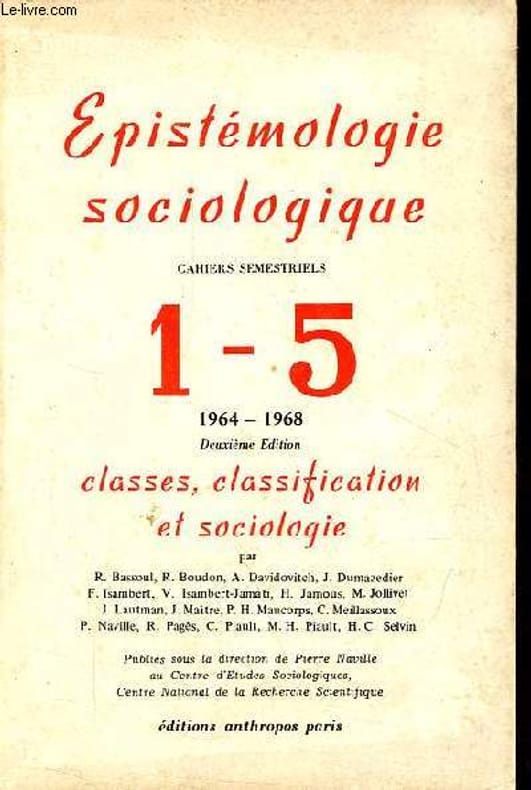 Le-livre.com
Epistémologie
sociologique
CAHIERS SEMESTRIELS
1 - 5
1964 - 1968
Deuxième Edition
classes, classification
et sociologie
par
R. Bassoul, R. Boudon, A. Davidovitch, J. Dumazedier
F. Isambert, V. Isambert-Jamati, H. Jamous, M. Jollivet
J. Lautman, J. Maitre, P. H. Maucorps, C. Meillassoux
P. Naville, R. Pagès, C. Piault, M. H. Piault, H. C. Selvin
Publiés sous la direction de Pierre Naville
au Centre d'Etudes Sociologiques,
Centre National de la Recherche Scientifique
éditions anthropos paris